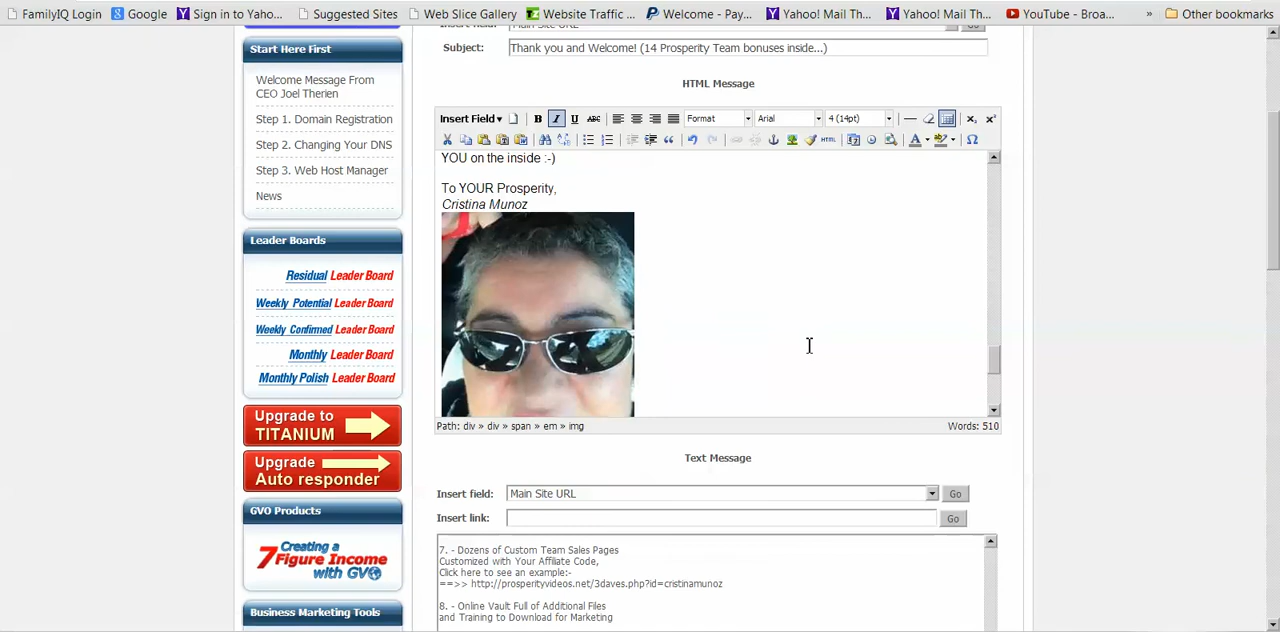 FamilyIQ Login Google Sign in to Yaho... Suggested Sites Web Slice Gallery Website Traffic ... Welcome - Pay... Yahoo! Mail Th... Yahoo! Mail Th... YouTube - Broa... » Other bookmarks
Main Site URL
Subject: Thank you and Welcome! (14 Prosperity Team bonuses inside...)
HTML Message
Insert Field B I U ABC Format Arial 4 (14pt)
HTML
YOU on the inside :-)
To YOUR Prosperity,
Cristina Munoz
Path: div » div » span » em » img Words: 510
Text Message
Insert field: Main Site URL Go
Insert link: Go
7. - Dozens of Custom Team Sales Pages
Customized with Your Affiliate Code,
Click here to see an example:-
==>> http://prosperityvideos.net/3daves.php?id=cristinamunoz
8. - Online Vault Full of Additional Files
and Training to Download for Marketing
Start Here First
Welcome Message From
CEO Joel Therien
Step 1. Domain Registration
Step 2. Changing Your DNS
Step 3. Web Host Manager
News
Leader Boards
Residual Leader Board
Weekly Potential Leader Board
Weekly Confirmed Leader Board
Monthly Leader Board
Monthly Polish Leader Board
Upgrade to
TITANIUM
Upgrade
Auto responder
GVO Products
Creating a
7 Figure Income
with GVO
Business Marketing Tools